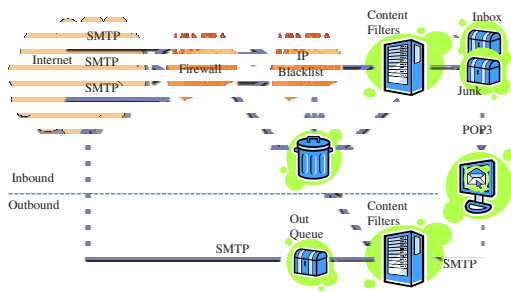 Content
Filters
Inbox
SMTP
Internet
SMTP
Firewall
IP
Blacklist
SMTP
Junk
POP3
Inbound
Outbound
Content
Filters
Out
Queue
SMTP
SMTP